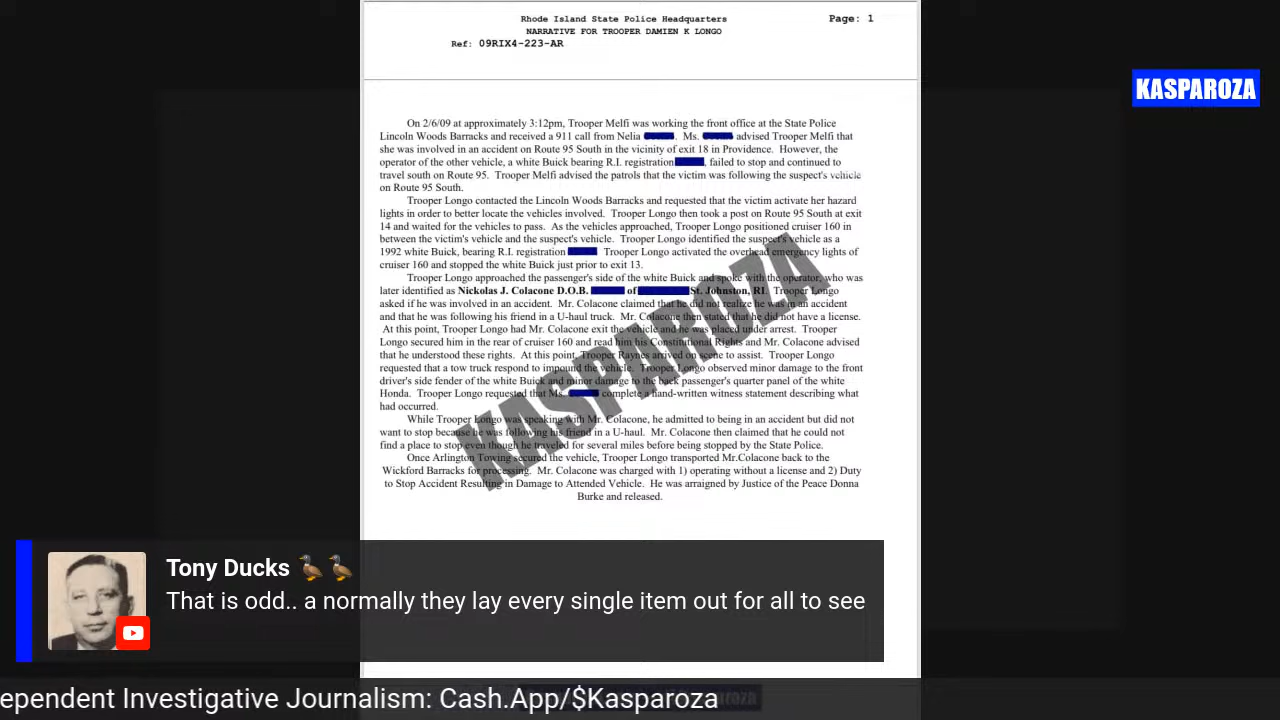 Rhode Island State Police Headquarters
Page: 1
NARRATIVE FOR TROOPER DAMIEN K LONGO
Ref: 09RIX4-223-AR
KASPAROZA
On 2/6/09 at approximately 3:12pm, Trooper Melfi was working the front office at the State Police
Lincoln Woods Barracks and received a 911 call from Nelia . Ms. advised Trooper Melfi that
she was involved in an accident on Route 95 South in the vicinity of exit 18 in Providence. However, the
operator of the other vehicle, a white Buick bearing R.I. registration , failed to stop and continued to
travel south on Route 95. Trooper Melfi advised the patrols that the victim was following the suspect's vehicle
on Route 95 South.
Trooper Longo contacted the Lincoln Woods Barracks and requested that the victim activate her hazard
lights in order to better locate the vehicles involved. Trooper Longo then took a post on Route 95 South at exit
14 and waited for the vehicles to pass. As the vehicles approached, Trooper Longo positioned cruiser 160 in
between the victim's vehicle and the suspect's vehicle. Trooper Longo identified the suspect's vehicle as a
1992 white Buick, bearing R.I. registration Trooper Longo activated the overhead emergency lights of
cruiser 160 and stopped the white Buick just prior to exit 13.
Trooper Longo approached the passenger's side of the white Buick and spoke with the operator, who was
later identified as Nickolas J. Colacone D.O.B. of St. Johnston, RI. Trooper Longo
asked if he was involved in an accident. Mr. Colacone claimed that he did not realize he was in an accident
and that he was following his friend in a U-haul truck. Mr. Colacone then stated that he did not have a license.
At this point, Trooper Longo had Mr. Colacone exit the vehicle and he was placed under arrest. Trooper
Longo secured him in the rear of cruiser 160 and read him his Constitutional Rights and Mr. Colacone advised
that he understood these rights. At this point, Trooper Raynes arrived on scene to assist. Trooper Longo
requested that a tow truck respond to impound the vehicle. Trooper Longo observed minor damage to the front
driver's side fender of the white Buick and minor damage to the back passenger's quarter panel of the white
Honda. Trooper Longo requested that Ms. complete a hand-written witness statement describing what
had occurred.
While Trooper Longo was speaking with Mr. Colacone, he admitted to being in an accident but did not
want to stop because he was following his friend in a U-haul. Mr. Colacone then claimed that he could not
find a place to stop even though he traveled for several miles before being stopped by the State Police.
Once Arlington Towing secured the vehicle, Trooper Longo transported Mr.Colacone back to the
Wickford Barracks for processing. Mr. Colacone was charged with 1) operating without a license and 2) Duty
to Stop Accident Resulting in Damage to Attended Vehicle. He was arraigned by Justice of the Peace Donna
Burke and released.
KASPAROZA
Tony Ducks 🦆🦆
That is odd.. a normally they lay every single item out for all to see
ependent Investigative Journalism: Cash.App/$Kasparoza